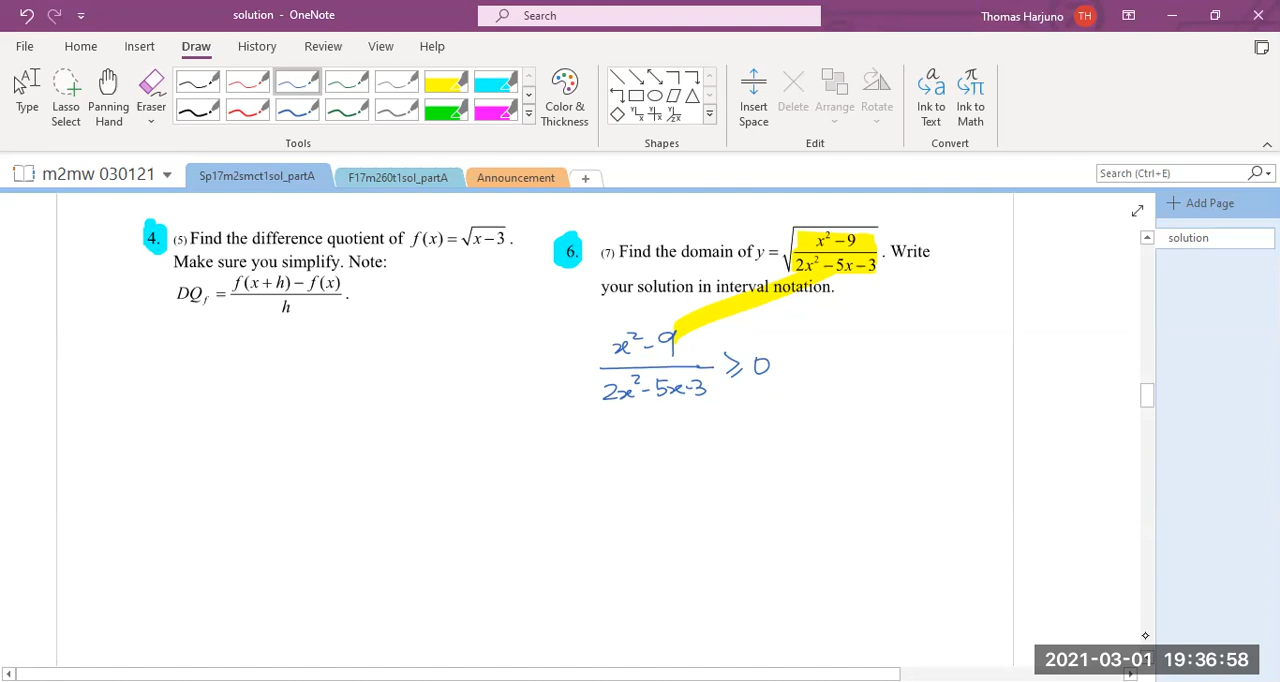 solution - OneNote
Search
Thomas Harjuno TH
File Home Insert Draw History Review View Help
Type Lasso Select Panning Hand Eraser Color & Thickness Insert Space Delete Arrange Rotate Ink to Text Ink to Math
Tools Shapes Edit Convert
m2mw 030121 Sp17m2smct1sol_partA F17m260t1sol_partA Announcement + Search (Ctrl+E)
+ Add Page
solution
4. (5) Find the difference quotient of f(x) = √(x−3).
Make sure you simplify. Note:
DQ_f = (f(x+h) − f(x)) / h.
6. (7) Find the domain of y = √((x² − 9) / (2x² − 5x − 3)). Write
your solution in interval notation.
(x² - 9) / (2x² - 5x - 3) ⩾ 0
2021-03-01 19:36:58